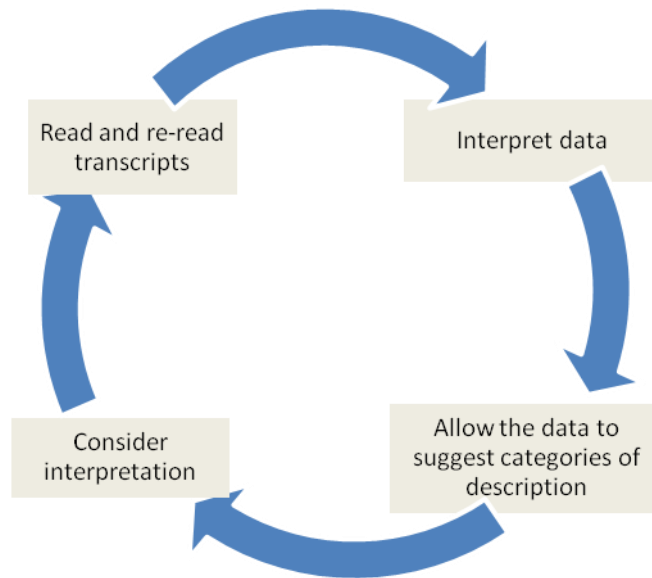 Read and re-read
transcripts
Interpret data
Allow the data to
suggest categories of
description
Consider
interpretation